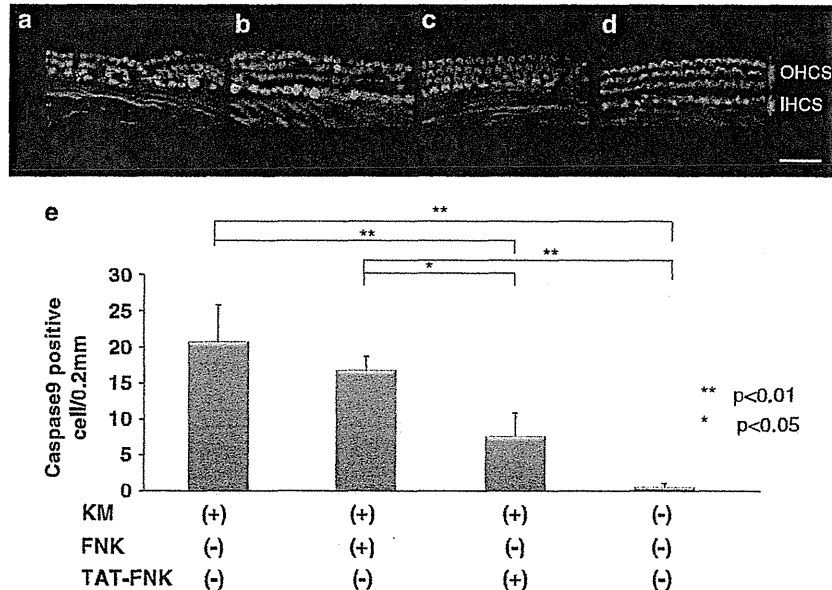 a b c d
OHCS
IHCS
e
**
**
**
*
30
25
20
15
10
5
0
Caspase9 positive
cell/0.2mm
** p<0.01
* p<0.05
KM (+) (+) (+) (-)
FNK (-) (+) (-) (-)
TAT-FNK (-) (-) (+) (-)